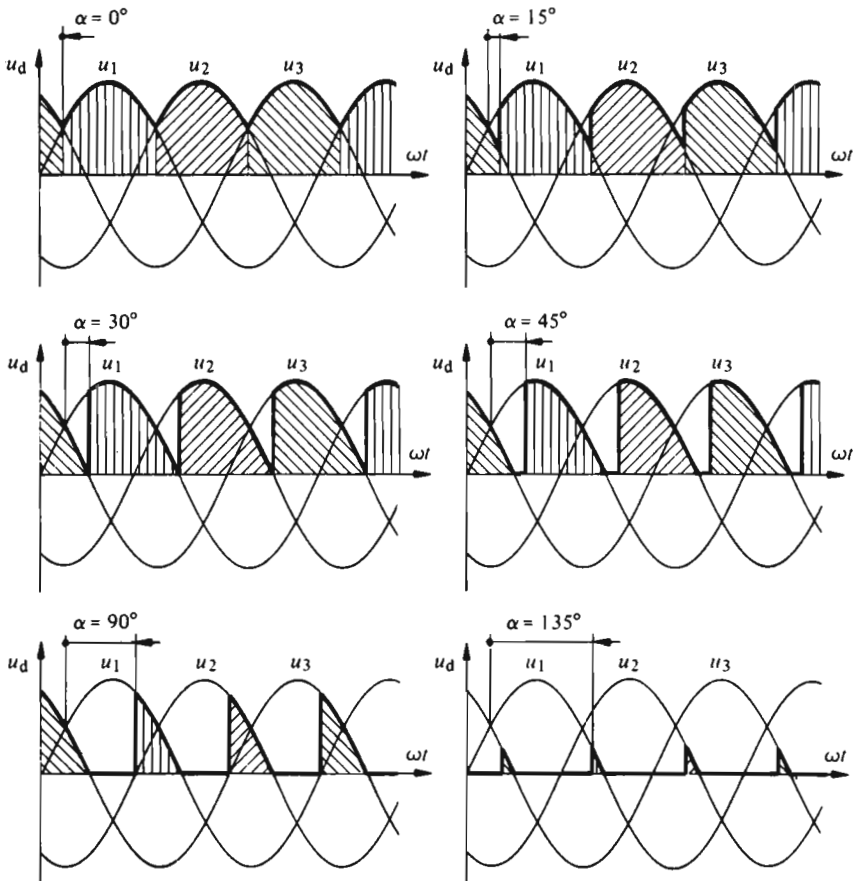 α = 0°
u_d u₁ u₂ u₃
ωt
α = 15°
u_d u₁ u₂ u₃
ωt
α = 30°
u_d u₁ u₂ u₃
ωt
α = 45°
u_d u₁ u₂ u₃
ωt
α = 90°
u_d u₁ u₂ u₃
ωt
α = 135°
u_d u₁ u₂ u₃
ωt